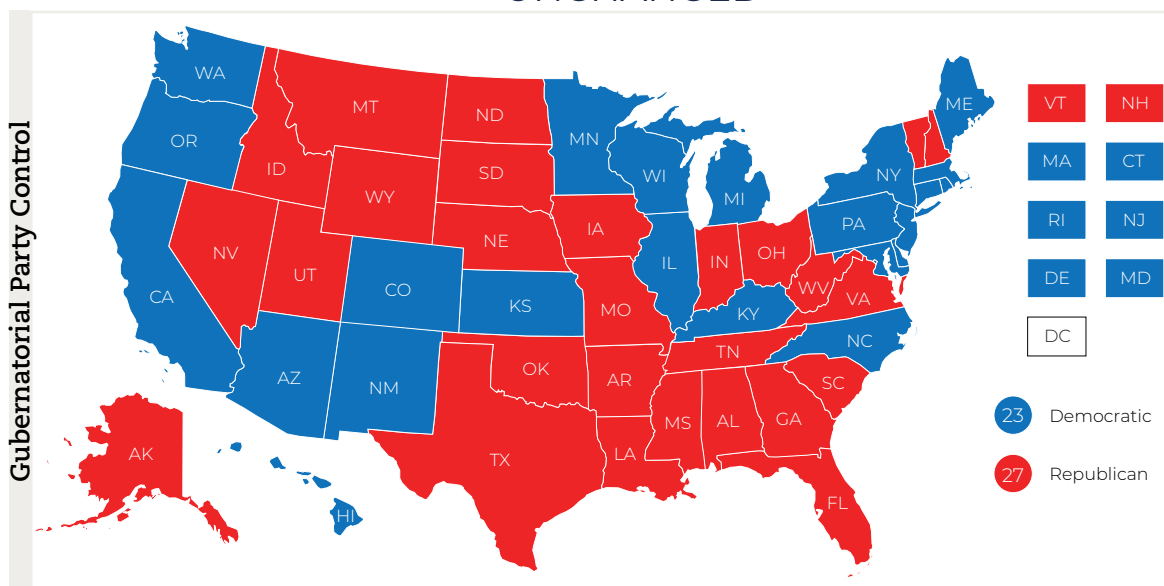 UNCHANGED
Gubernatorial Party Control
WA
OR
CA
NV
ID
MT
WY
UT
AZ
CO
NM
ND
SD
NE
KS
OK
TX
MN
IA
MO
AR
LA
WI
IL
MI
IN
OH
KY
TN
MS
AL
GA
FL
SC
NC
VA
WV
PA
NY
ME
AK
HI
VT NH
MA CT
RI NJ
DE MD
DC
23 Democratic
27 Republican